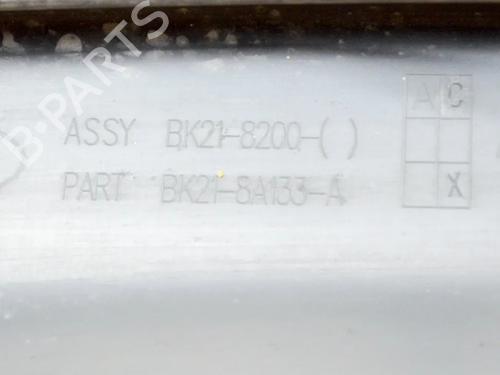 B-PARTS
ASSY BK21-8200-( )
PART BK21-8A133-A
A C
X